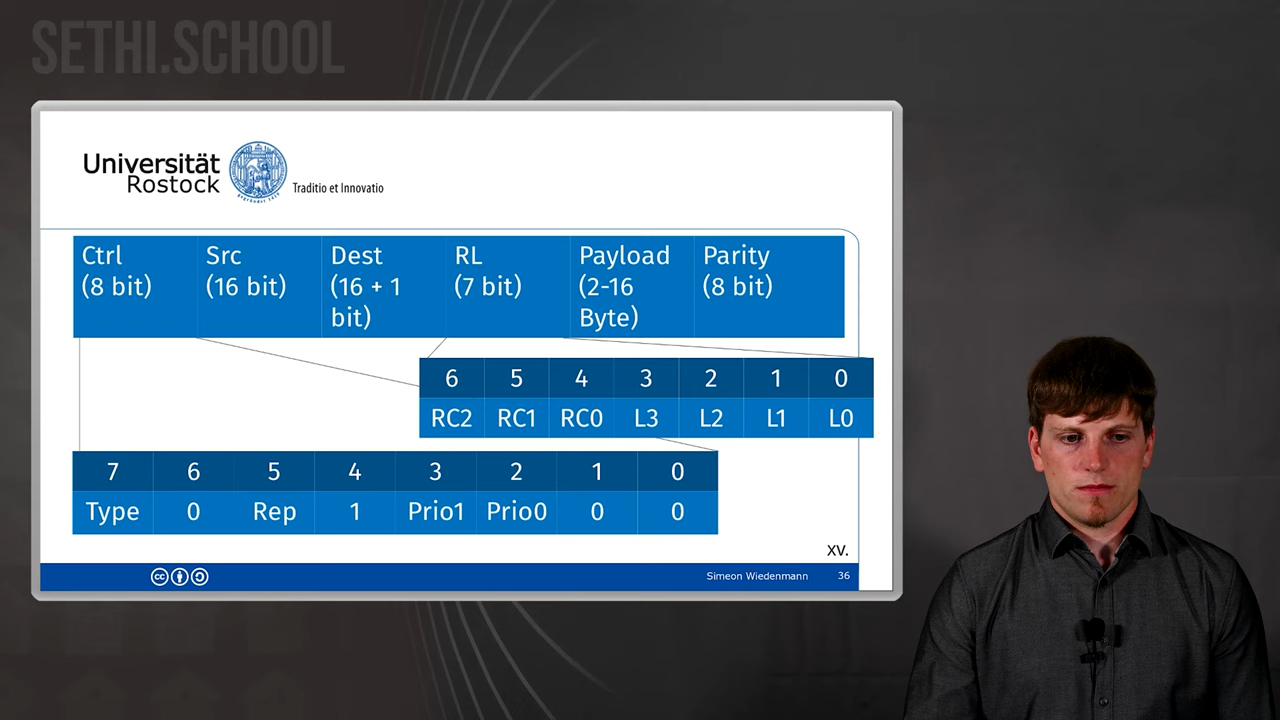 SETHI.SCHOOL
Universität
Rostock
Traditio et Innovatio
Ctrl
(8 bit)
Src
(16 bit)
Dest
(16 + 1
bit)
RL
(7 bit)
Payload
(2-16
Byte)
Parity
(8 bit)
6 5 4 3 2 1 0
RC2 RC1 RC0 L3 L2 L1 L0
7 6 5 4 3 2 1 0
Type 0 Rep 1 Prio1 Prio0 0 0
XV.
cc
Simeon Wiedenmann 36